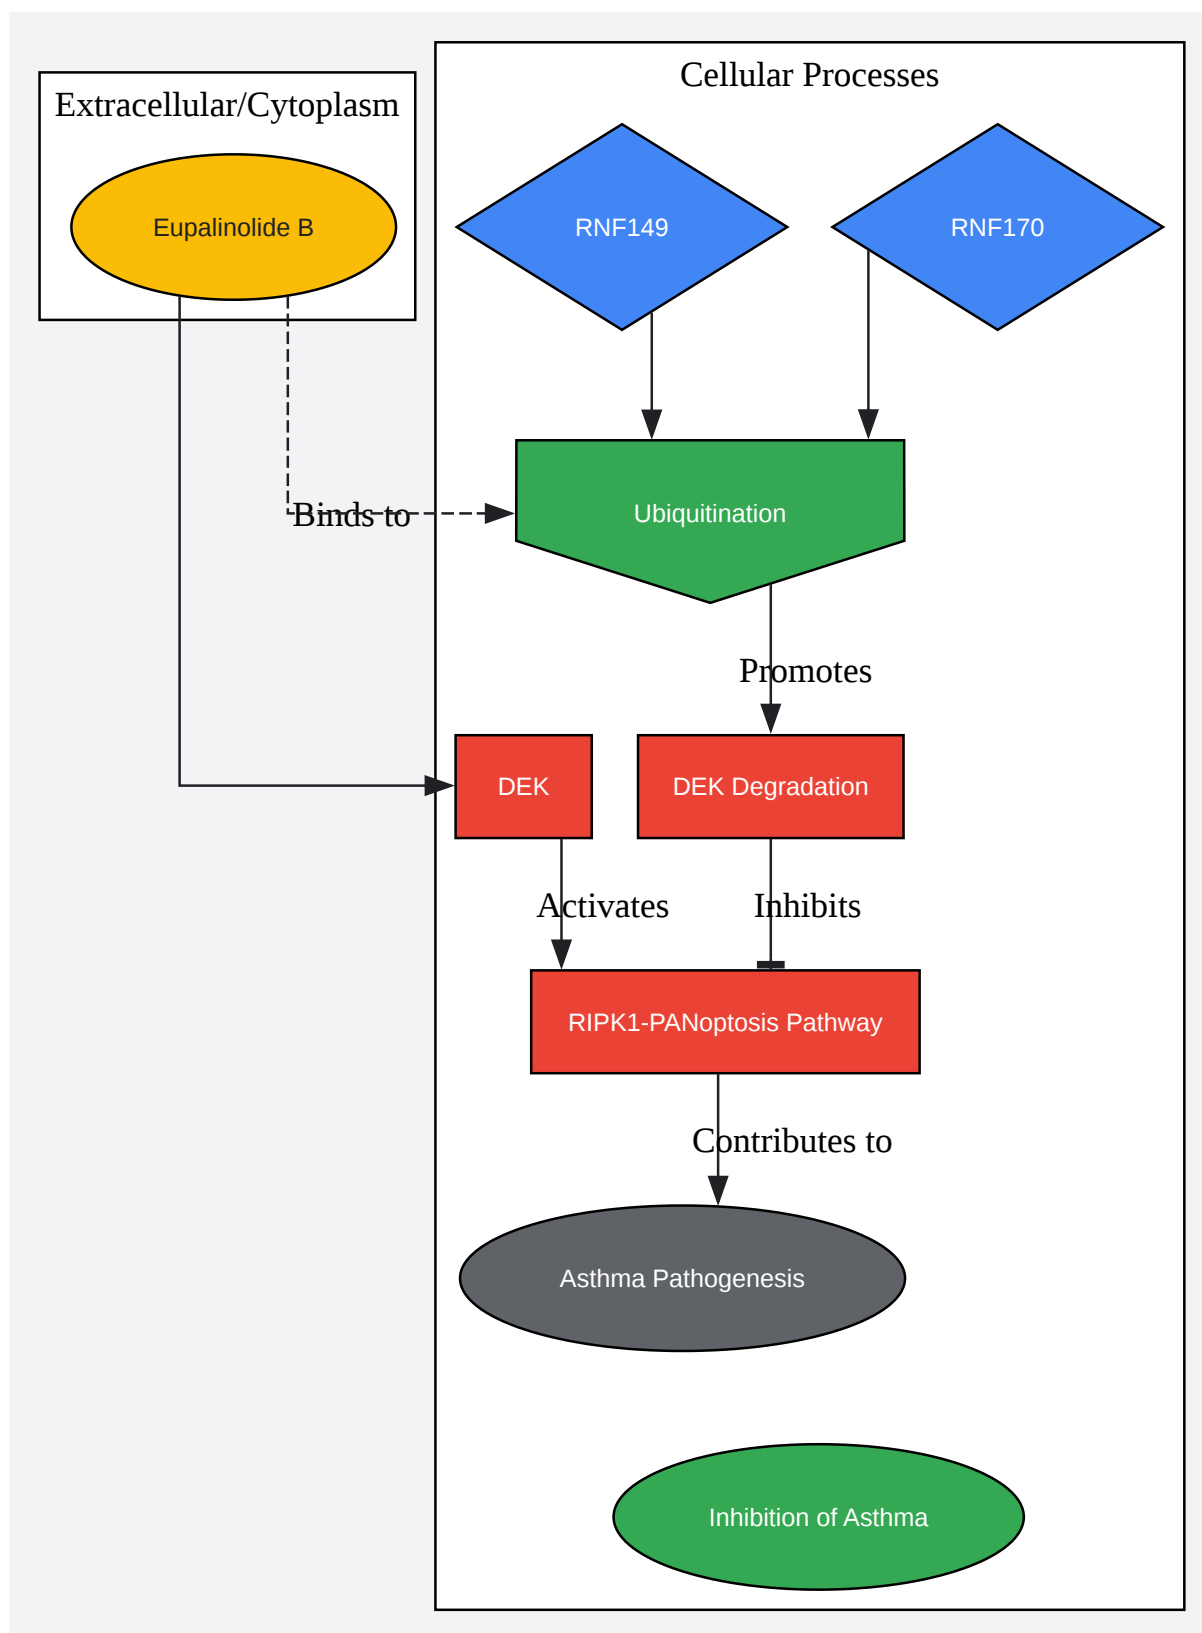 Cellular Processes
Extracellular/Cytoplasm
Eupalinolide B
RNF149
RNF170
Binds to
Ubiquitination
Promotes
DEK
DEK Degradation
Activates
Inhibits
RIPK1-PANoptosis Pathway
Contributes to
Asthma Pathogenesis
Inhibition of Asthma